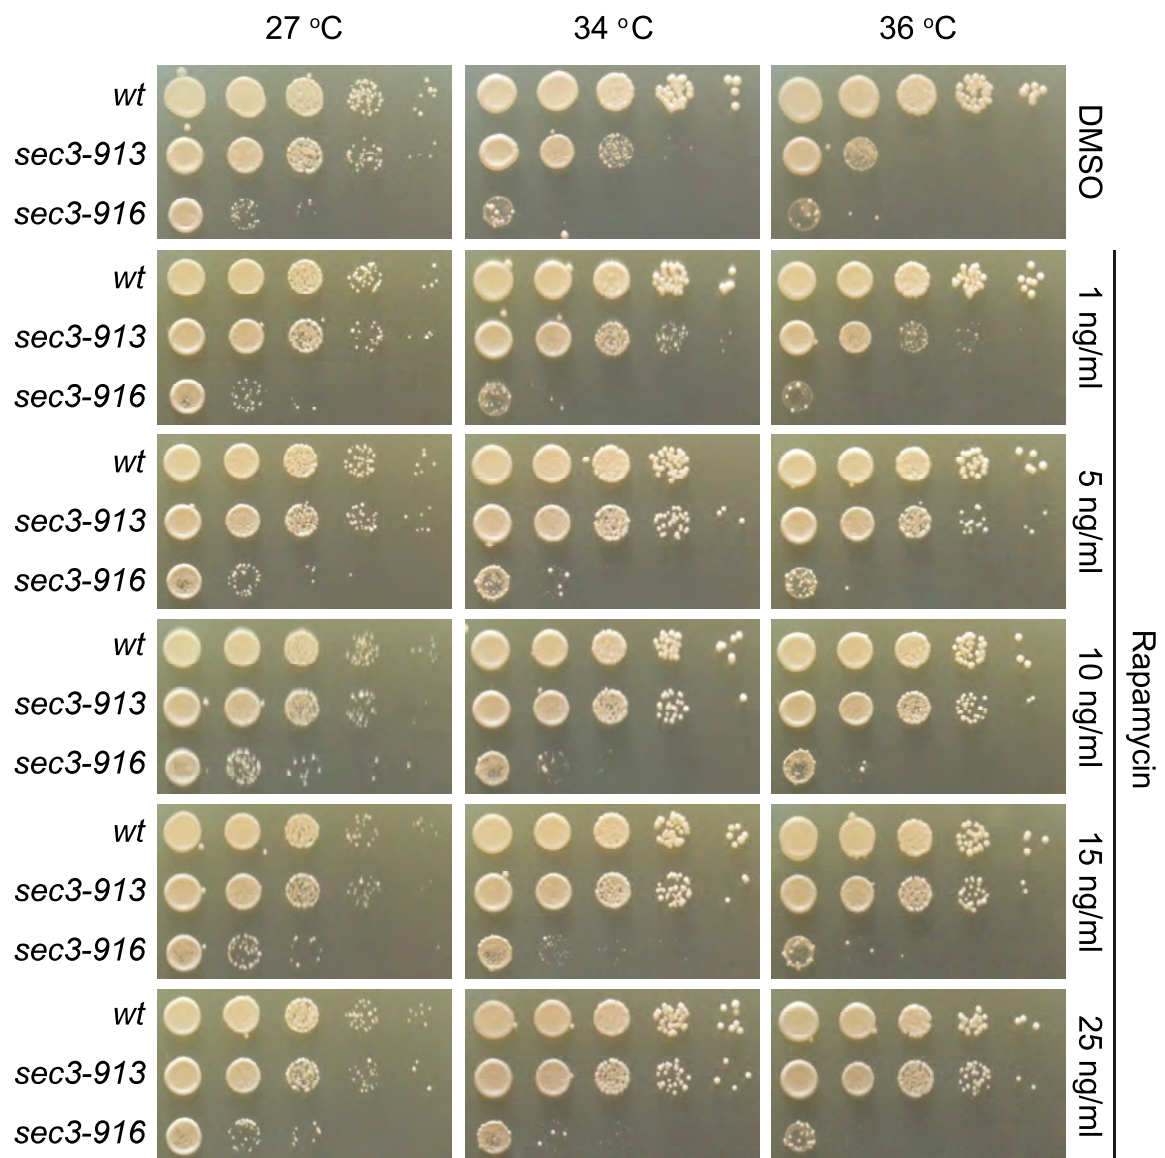 27 °C 34 °C 36 °C
wt
sec3-913
sec3-916
DMSO
wt
sec3-913
sec3-916
1 ng/ml
wt
sec3-913
sec3-916
5 ng/ml
wt
sec3-913
sec3-916
10 ng/ml
wt
sec3-913
sec3-916
15 ng/ml
wt
sec3-913
sec3-916
25 ng/ml
Rapamycin